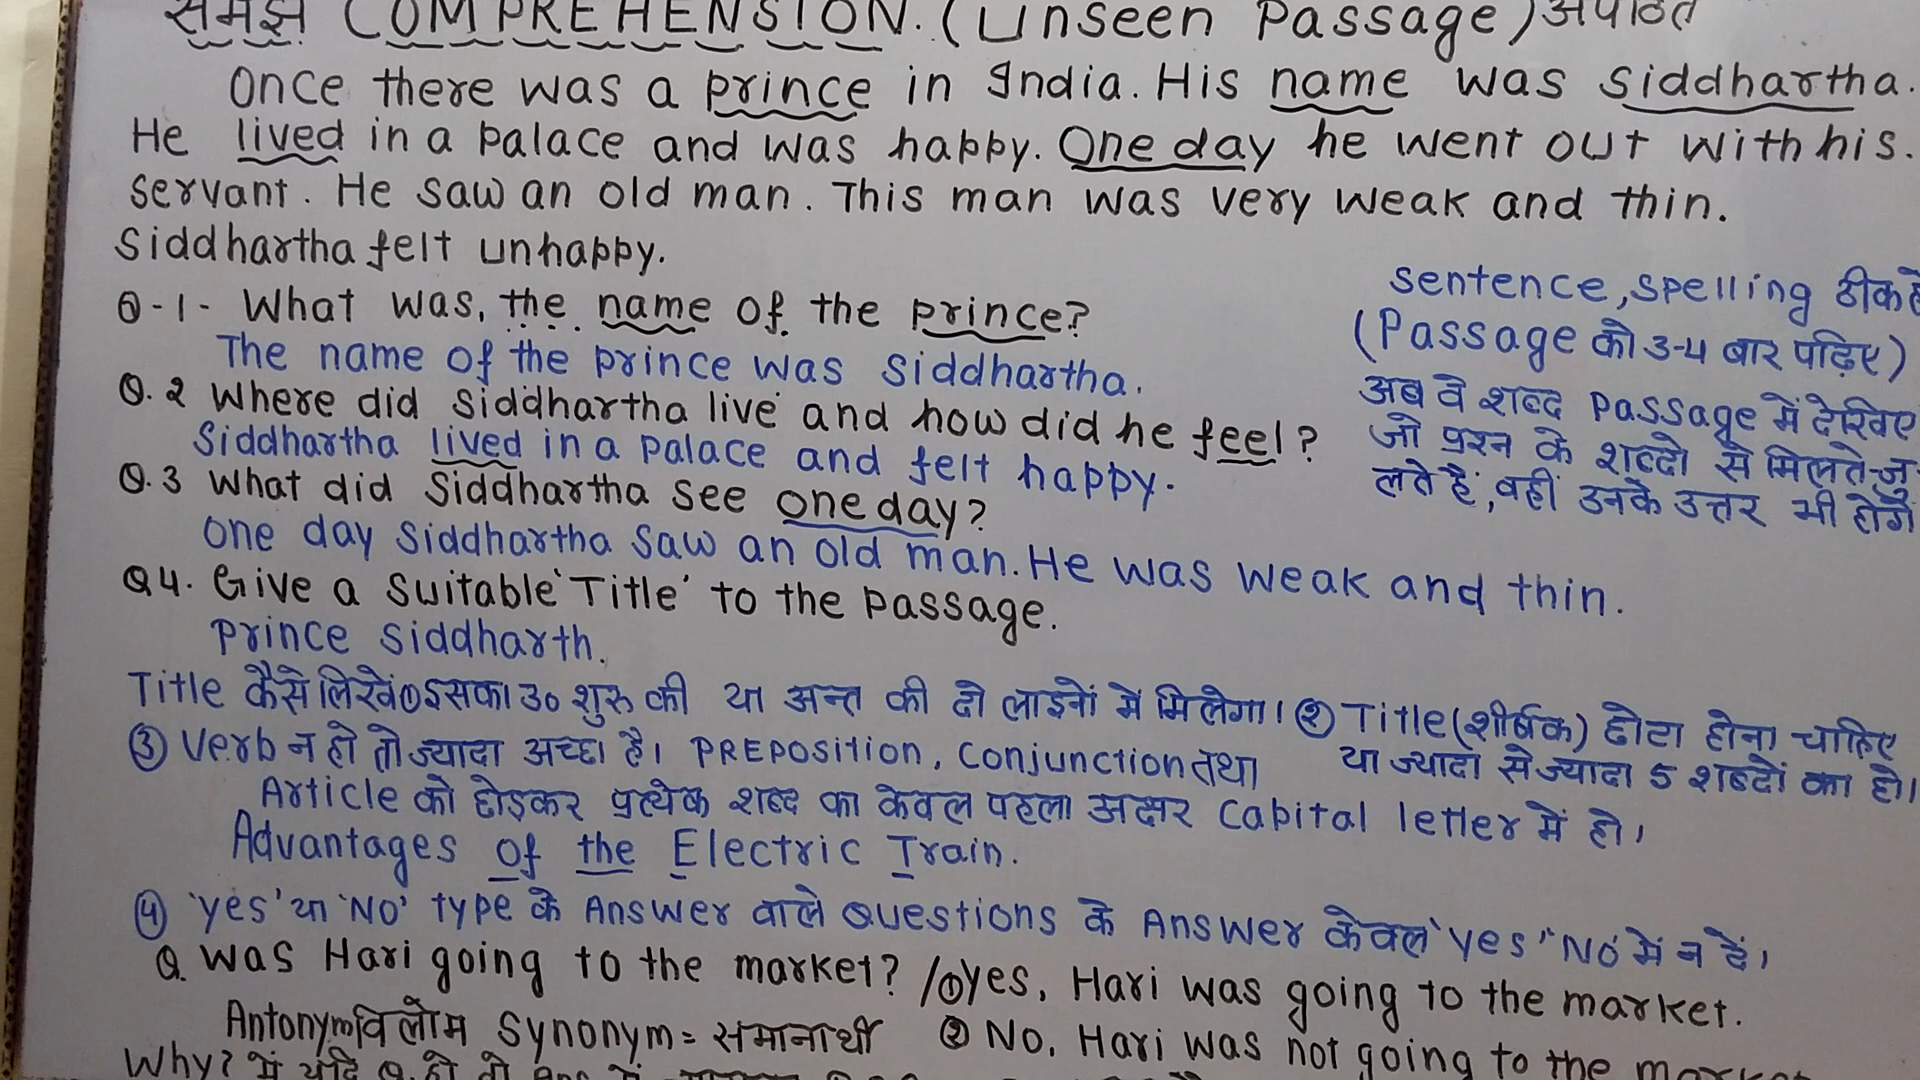 समझ COMPREHENSION. (Unseen Passage) अपठित
Once there was a prince in India. His name was Siddhartha.
He lived in a palace and was happy. One day he went out with his.
servant. He saw an old man. This man was very weak and thin.
Siddhartha felt unhappy.
Q-1- What was, the name of the prince?
The name of the prince was Siddhartha.
Q.2 Where did Siddhartha live and how did he feel?
Siddhartha lived in a palace and felt happy.
Q.3 What did Siddhartha see one day?
One day Siddhartha saw an old man. He was weak and thin.
Q4. Give a suitable 'Title' to the passage.
Prince Siddharth.
sentence, spelling ठीक हो
(Passage को 3-4 बार पढ़िए)
अब वे शब्द Passage में देखिए
जो प्रश्न के शब्दो से मिलते-जु
लते हैं, वहीं उनके उत्तर भी होगें
Title कैसे लिखें ① इसका उ० शुरू की या अन्त की दो लाइनों में मिलेगा। ② Title (शीर्षक) छोटा होना चाहिए
या ज्यादा से ज्यादा 5 शब्दों का हो।
③ Verb न हो तो ज्यादा अच्छा है। PREPOSITION, Conjunction तथा
Article को छोड़कर प्रत्येक शब्द का केवल पहला अक्षर Capital letter में हो।
Advantages of the Electric Train.
④ 'yes' या 'NO' type के Answer वाले Questions के Answer केवल 'yes' 'NO' में न दें।
Q. Was Hari going to the market? / ① Yes, Hari was going to the market.
Antonym विलोम Synonym = समानार्थी ② No, Hari was not going to the market
Why? में यदि Q. हो तो Ans में